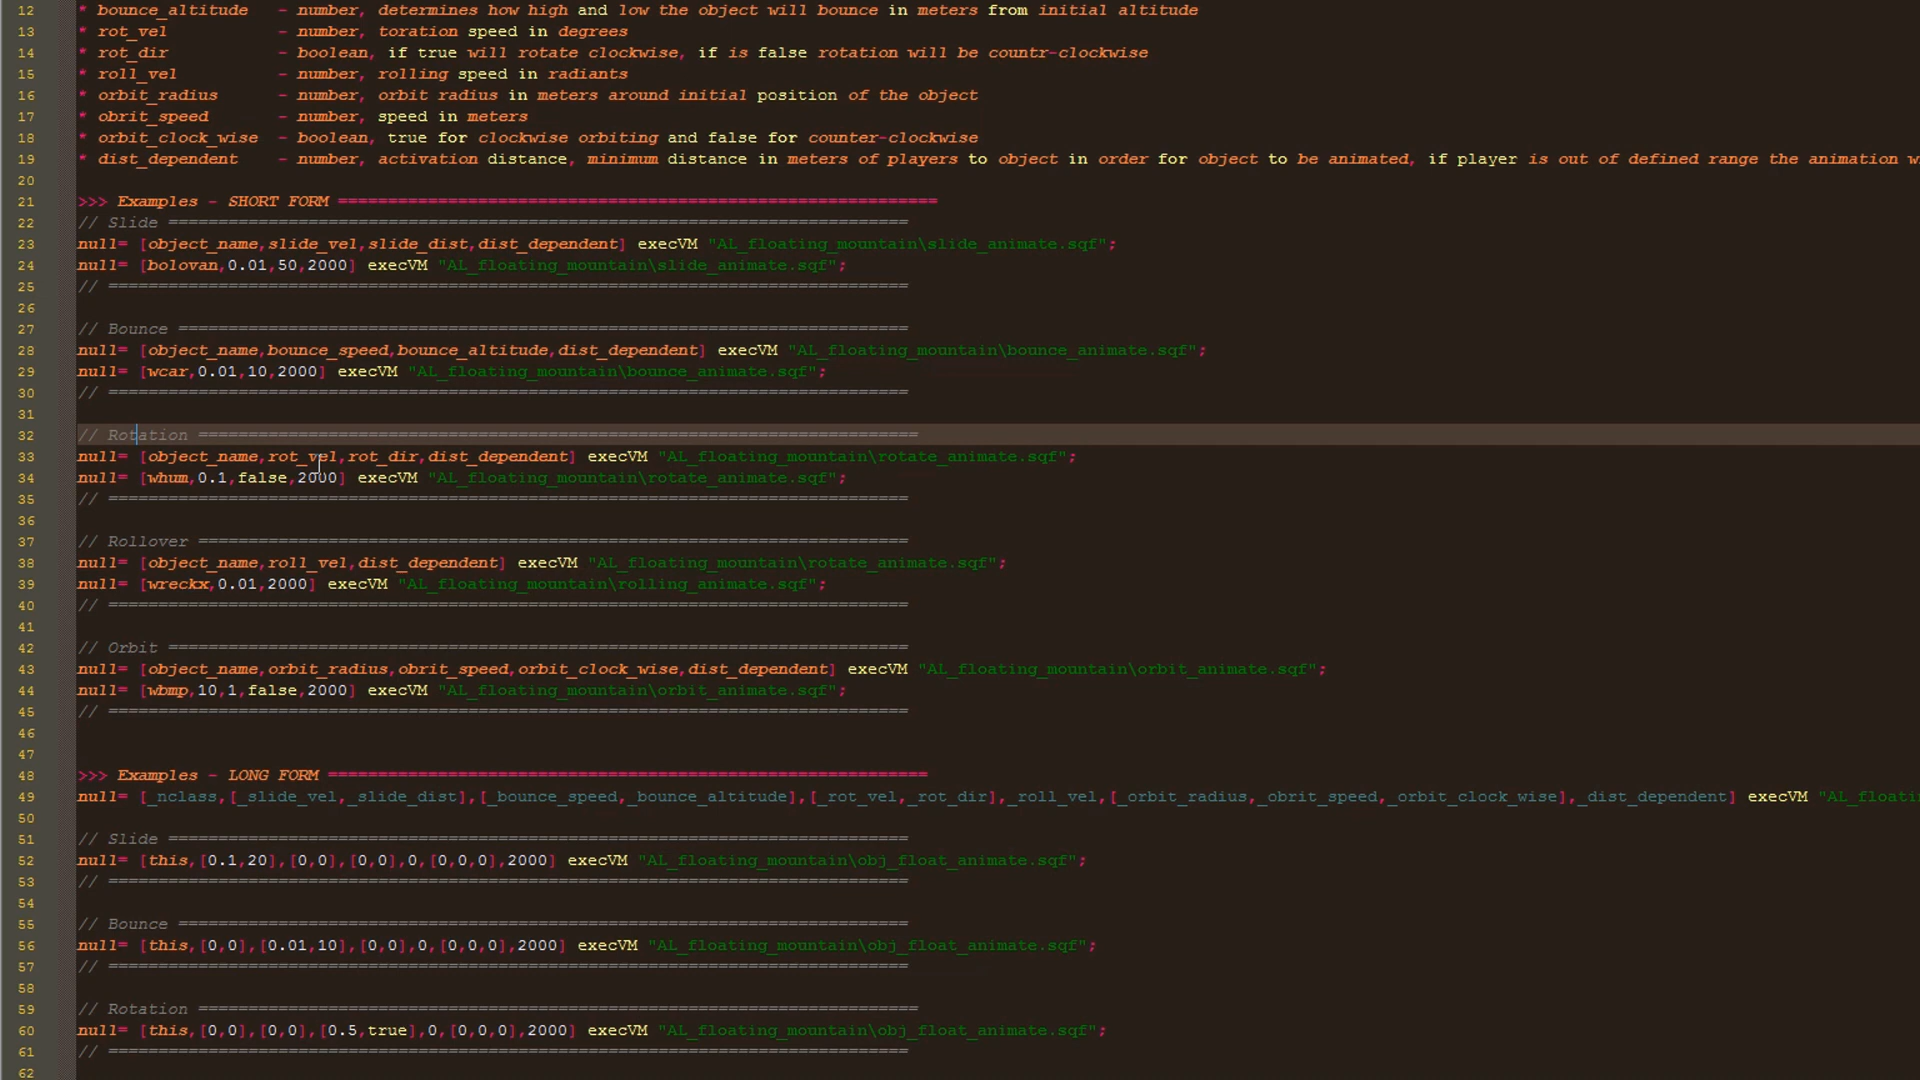 12 * bounce_altitude - number, determines how high and low the object will bounce in meters from initial altitude
13 * rot_vel - number, toration speed in degrees
14 * rot_dir - boolean, if true will rotate clockwise, if is false rotation will be countr-clockwise
15 * roll_vel - number, rolling speed in radiants
16 * orbit_radius - number, orbit radius in meters around initial position of the object
17 * obrit_speed - number, speed in meters
18 * orbit_clock_wise - boolean, true for clockwise orbiting and false for counter-clockwise
19 * dist_dependent - number, activation distance, minimum distance in meters of players to object in order for object to be animated, if player is out of defined range the animation w
20
21 >>> Examples - SHORT FORM ============================================================
22 // Slide ==========================================================================
23 null= [object_name,slide_vel,slide_dist,dist_dependent] execVM "AL_floating_mountain\slide_animate.sqf";
24 null= [bolovan,0.01,50,2000] execVM "AL_floating_mountain\slide_animate.sqf";
25 // ================================================================================
26
27 // Bounce =========================================================================
28 null= [object_name,bounce_speed,bounce_altitude,dist_dependent] execVM "AL_floating_mountain\bounce_animate.sqf";
29 null= [wcar,0.01,10,2000] execVM "AL_floating_mountain\bounce_animate.sqf";
30 // ================================================================================
31
32 // Rotation ========================================================================
33 null= [object_name,rot_vel,rot_dir,dist_dependent] execVM "AL_floating_mountain\rotate_animate.sqf";
34 null= [whum,0.1,false,2000] execVM "AL_floating_mountain\rotate_animate.sqf";
35 // ================================================================================
36
37 // Rollover =======================================================================
38 null= [object_name,roll_vel,dist_dependent] execVM "AL_floating_mountain\rotate_animate.sqf";
39 null= [wreckx,0.01,2000] execVM "AL_floating_mountain\rolling_animate.sqf";
40 // ================================================================================
41
42 // Orbit ==========================================================================
43 null= [object_name,orbit_radius,obrit_speed,orbit_clock_wise,dist_dependent] execVM "AL_floating_mountain\orbit_animate.sqf";
44 null= [wbmp,10,1,false,2000] execVM "AL_floating_mountain\orbit_animate.sqf";
45 // ================================================================================
46
47
48 >>> Examples - LONG FORM ============================================================
49 null= [_nclass,[_slide_vel,_slide_dist],[_bounce_speed,_bounce_altitude],[_rot_vel,_rot_dir],_roll_vel,[_orbit_radius,_obrit_speed,_orbit_clock_wise],_dist_dependent] execVM "AL_floati
50
51 // Slide ==========================================================================
52 null= [this,[0.1,20],[0,0],[0,0],0,[0,0,0],2000] execVM "AL_floating_mountain\obj_float_animate.sqf";
53 // ================================================================================
54
55 // Bounce =========================================================================
56 null= [this,[0,0],[0.01,10],[0,0],0,[0,0,0],2000] execVM "AL_floating_mountain\obj_float_animate.sqf";
57 // ================================================================================
58
59 // Rotation ========================================================================
60 null= [this,[0,0],[0,0],[0.5,true],0,[0,0,0],2000] execVM "AL_floating_mountain\obj_float_animate.sqf";
61 // ================================================================================
62